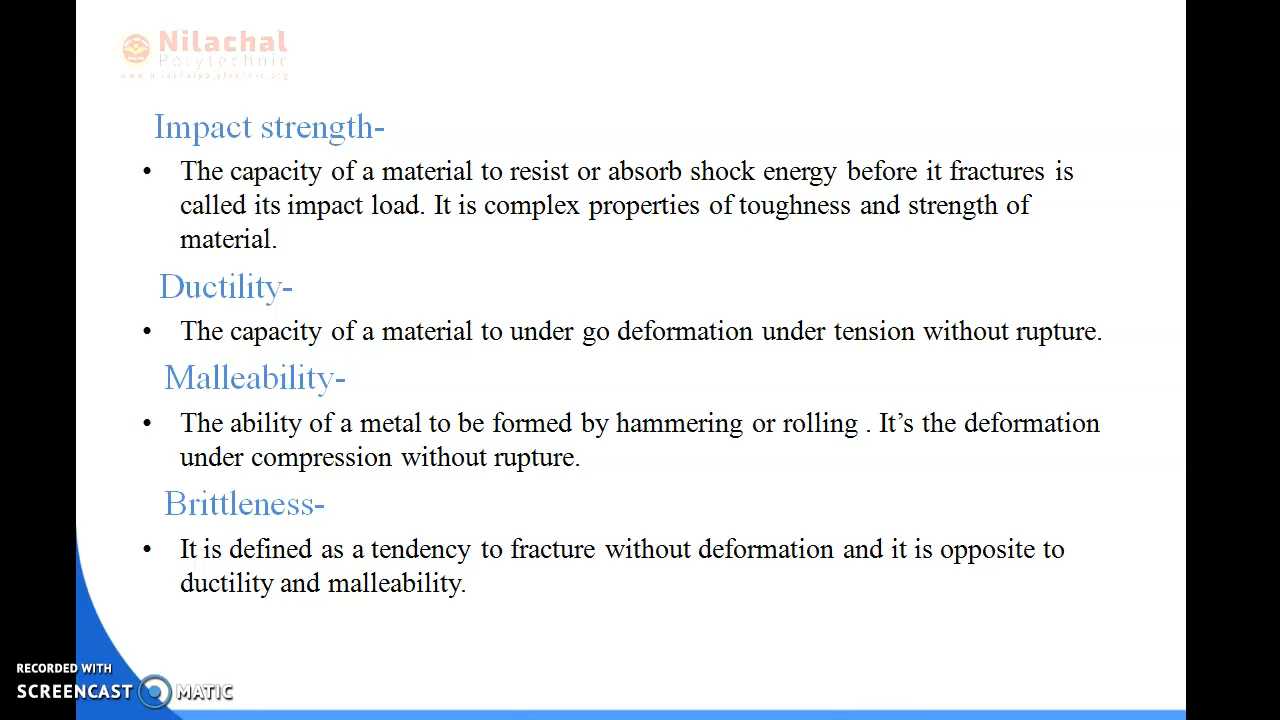 Nilachal
Polytechnic
www.nilachalpolytechnic.org
Impact strength-
• The capacity of a material to resist or absorb shock energy before it fractures is
called its impact load. It is complex properties of toughness and strength of
material.
Ductility-
• The capacity of a material to under go deformation under tension without rupture.
Malleability-
• The ability of a metal to be formed by hammering or rolling . It’s the deformation
under compression without rupture.
Brittleness-
• It is defined as a tendency to fracture without deformation and it is opposite to
ductility and malleability.
RECORDED WITH
SCREENCAST MATIC